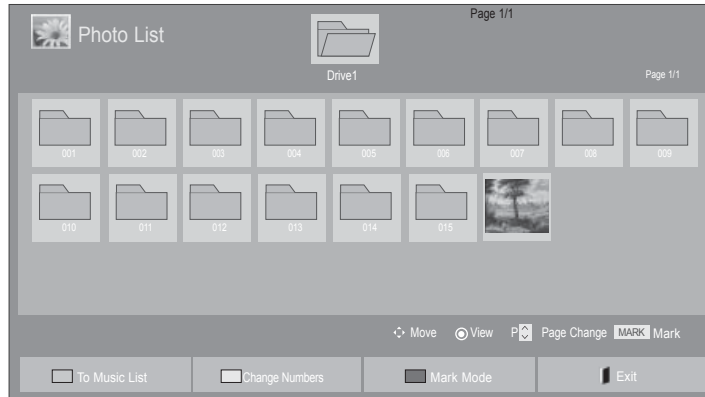 Page 1/1
Photo List
Drive1
Page 1/1
001 002 003 004 005 006 007 008 009
010 011 012 013 014 015
Move View P Page Change MARK Mark
To Music List Change Numbers Mark Mode Exit